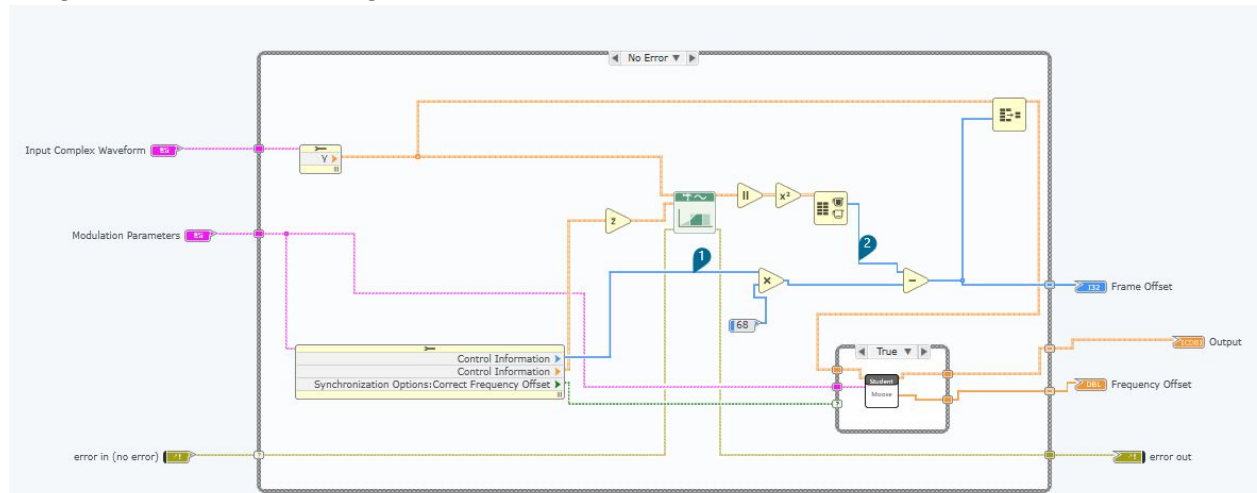 No Error
Input Complex Waveform
Y
Modulation Parameters
z
||
x²
1
2
×
−
68
Frame Offset
I32
True
Output
Control Information
Control Information
Synchronization Options:Correct Frequency Offset
Student
Moose
DBL
Frequency Offset
?
?
error in (no error)
error out